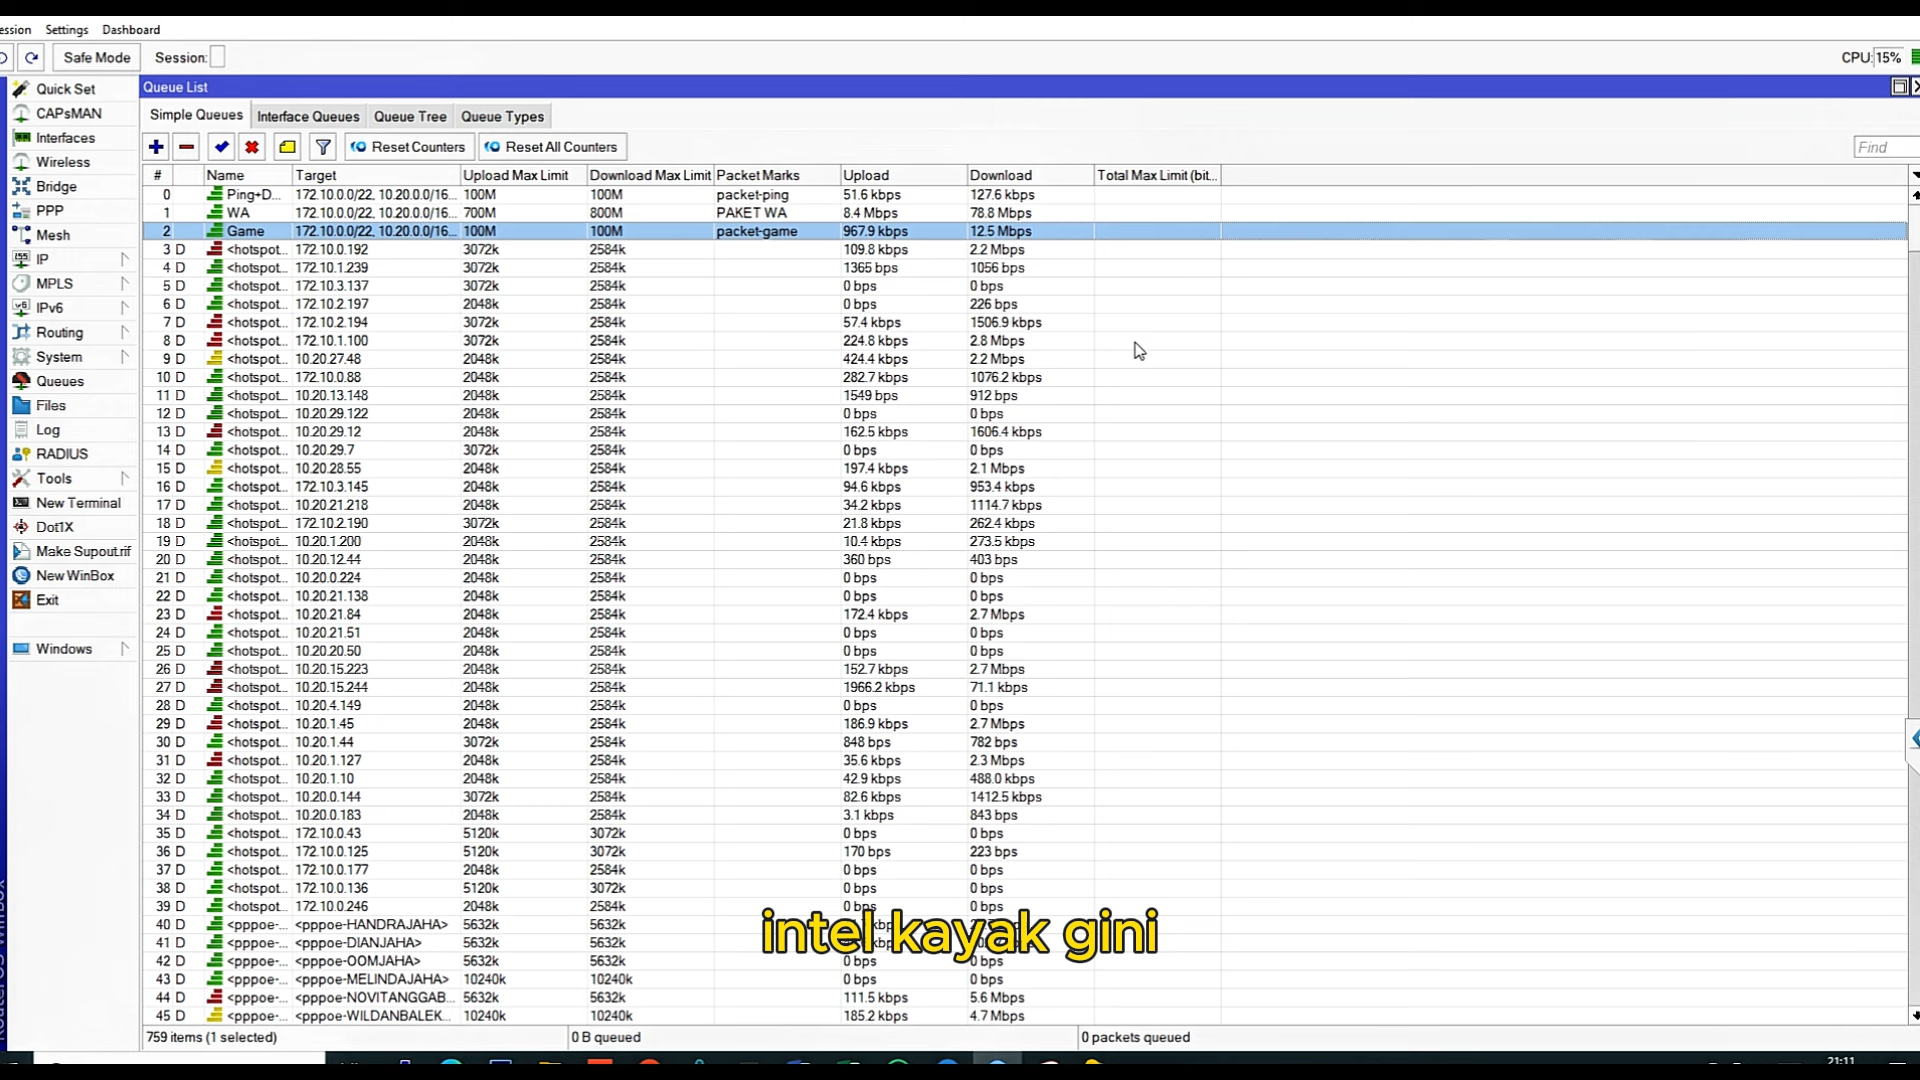 ession Settings Dashboard
Safe Mode Session: CPU: 15%
Queue List
Simple Queues Interface Queues Queue Tree Queue Types
Reset Counters Reset All Counters Find
# Name Target Upload Max Limit Download Max Limit Packet Marks Upload Download Total Max Limit (bit...
0 Ping+D... 172.10.0.0/22, 10.20.0.0/16... 100M 100M packet-ping 51.6 kbps 127.6 kbps
1 WA 172.10.0.0/22, 10.20.0.0/16... 700M 800M PAKET WA 8.4 Mbps 78.8 Mbps
2 Game 172.10.0.0/22, 10.20.0.0/16... 100M 100M packet-game 967.9 kbps 12.5 Mbps
3 D <hotspot... 172.10.0.192 3072k 2584k 109.8 kbps 2.2 Mbps
4 D <hotspot... 172.10.1.239 3072k 2584k 1365 bps 1056 bps
5 D <hotspot... 172.10.3.137 3072k 2584k 0 bps 0 bps
6 D <hotspot... 172.10.2.197 2048k 2584k 0 bps 226 bps
7 D <hotspot... 172.10.2.194 3072k 2584k 57.4 kbps 1506.9 kbps
8 D <hotspot... 172.10.1.100 3072k 2584k 224.8 kbps 2.8 Mbps
9 D <hotspot... 10.20.27.48 2048k 2584k 424.4 kbps 2.2 Mbps
10 D <hotspot... 172.10.0.88 2048k 2584k 282.7 kbps 1076.2 kbps
11 D <hotspot... 10.20.13.148 2048k 2584k 1549 bps 912 bps
12 D <hotspot... 10.20.29.122 2048k 2584k 0 bps 0 bps
13 D <hotspot... 10.20.29.12 2048k 2584k 162.5 kbps 1606.4 kbps
14 D <hotspot... 10.20.29.7 3072k 2584k 0 bps 0 bps
15 D <hotspot... 10.20.28.55 2048k 2584k 197.4 kbps 2.1 Mbps
16 D <hotspot... 172.10.3.145 2048k 2584k 94.6 kbps 953.4 kbps
17 D <hotspot... 10.20.21.218 2048k 2584k 34.2 kbps 1114.7 kbps
18 D <hotspot... 172.10.2.190 3072k 2584k 21.8 kbps 262.4 kbps
19 D <hotspot... 10.20.1.200 2048k 2584k 10.4 kbps 273.5 kbps
20 D <hotspot... 10.20.12.44 2048k 2584k 360 bps 403 bps
21 D <hotspot... 10.20.0.224 2048k 2584k 0 bps 0 bps
22 D <hotspot... 10.20.21.138 2048k 2584k 0 bps 0 bps
23 D <hotspot... 10.20.21.84 2048k 2584k 172.4 kbps 2.7 Mbps
24 D <hotspot... 10.20.21.51 2048k 2584k 0 bps 0 bps
25 D <hotspot... 10.20.20.50 2048k 2584k 0 bps 0 bps
26 D <hotspot... 10.20.15.223 2048k 2584k 152.7 kbps 2.7 Mbps
27 D <hotspot... 10.20.15.244 2048k 2584k 1966.2 kbps 71.1 kbps
28 D <hotspot... 10.20.4.149 2048k 2584k 0 bps 0 bps
29 D <hotspot... 10.20.1.45 2048k 2584k 186.9 kbps 2.7 Mbps
30 D <hotspot... 10.20.1.44 3072k 2584k 848 bps 782 bps
31 D <hotspot... 10.20.1.127 2048k 2584k 35.6 kbps 2.3 Mbps
32 D <hotspot... 10.20.1.10 2048k 2584k 42.9 kbps 488.0 kbps
33 D <hotspot... 10.20.0.144 3072k 2584k 82.6 kbps 1412.5 kbps
34 D <hotspot... 10.20.0.183 2048k 2584k 3.1 kbps 843 bps
35 D <hotspot... 172.10.0.43 5120k 3072k 0 bps 0 bps
36 D <hotspot... 172.10.0.125 5120k 3072k 170 bps 223 bps
37 D <hotspot... 172.10.0.177 2048k 2584k 0 bps 0 bps
38 D <hotspot... 172.10.0.136 5120k 3072k 0 bps 0 bps
39 D <hotspot... 172.10.0.246 2048k 2584k 0 bps 0 bps
40 D <pppoe-... <pppoe-HANDRAJAHA> 5632k 5632k
41 D <pppoe-... <pppoe-DIANJAHA> 5632k 5632k
42 D <pppoe-... <pppoe-OOMJAHA> 5632k 5632k 0 bps 0 bps
43 D <pppoe-... <pppoe-MELINDAJAHA> 10240k 10240k 0 bps 0 bps
44 D <pppoe-... <pppoe-NOVITANGGAB... 5632k 5632k 111.5 kbps 5.6 Mbps
45 D <pppoe-... <pppoe-WILDANBALEK... 10240k 10240k 185.2 kbps 4.7 Mbps
intel kayak gini
759 items (1 selected) 0 B queued 0 packets queued
Quick Set
CAPsMAN
Interfaces
Wireless
Bridge
PPP
Mesh
IP
MPLS
IPv6
Routing
System
Queues
Files
Log
RADIUS
Tools
New Terminal
Dot1X
Make Supout.rif
New WinBox
Exit
Windows
21:11